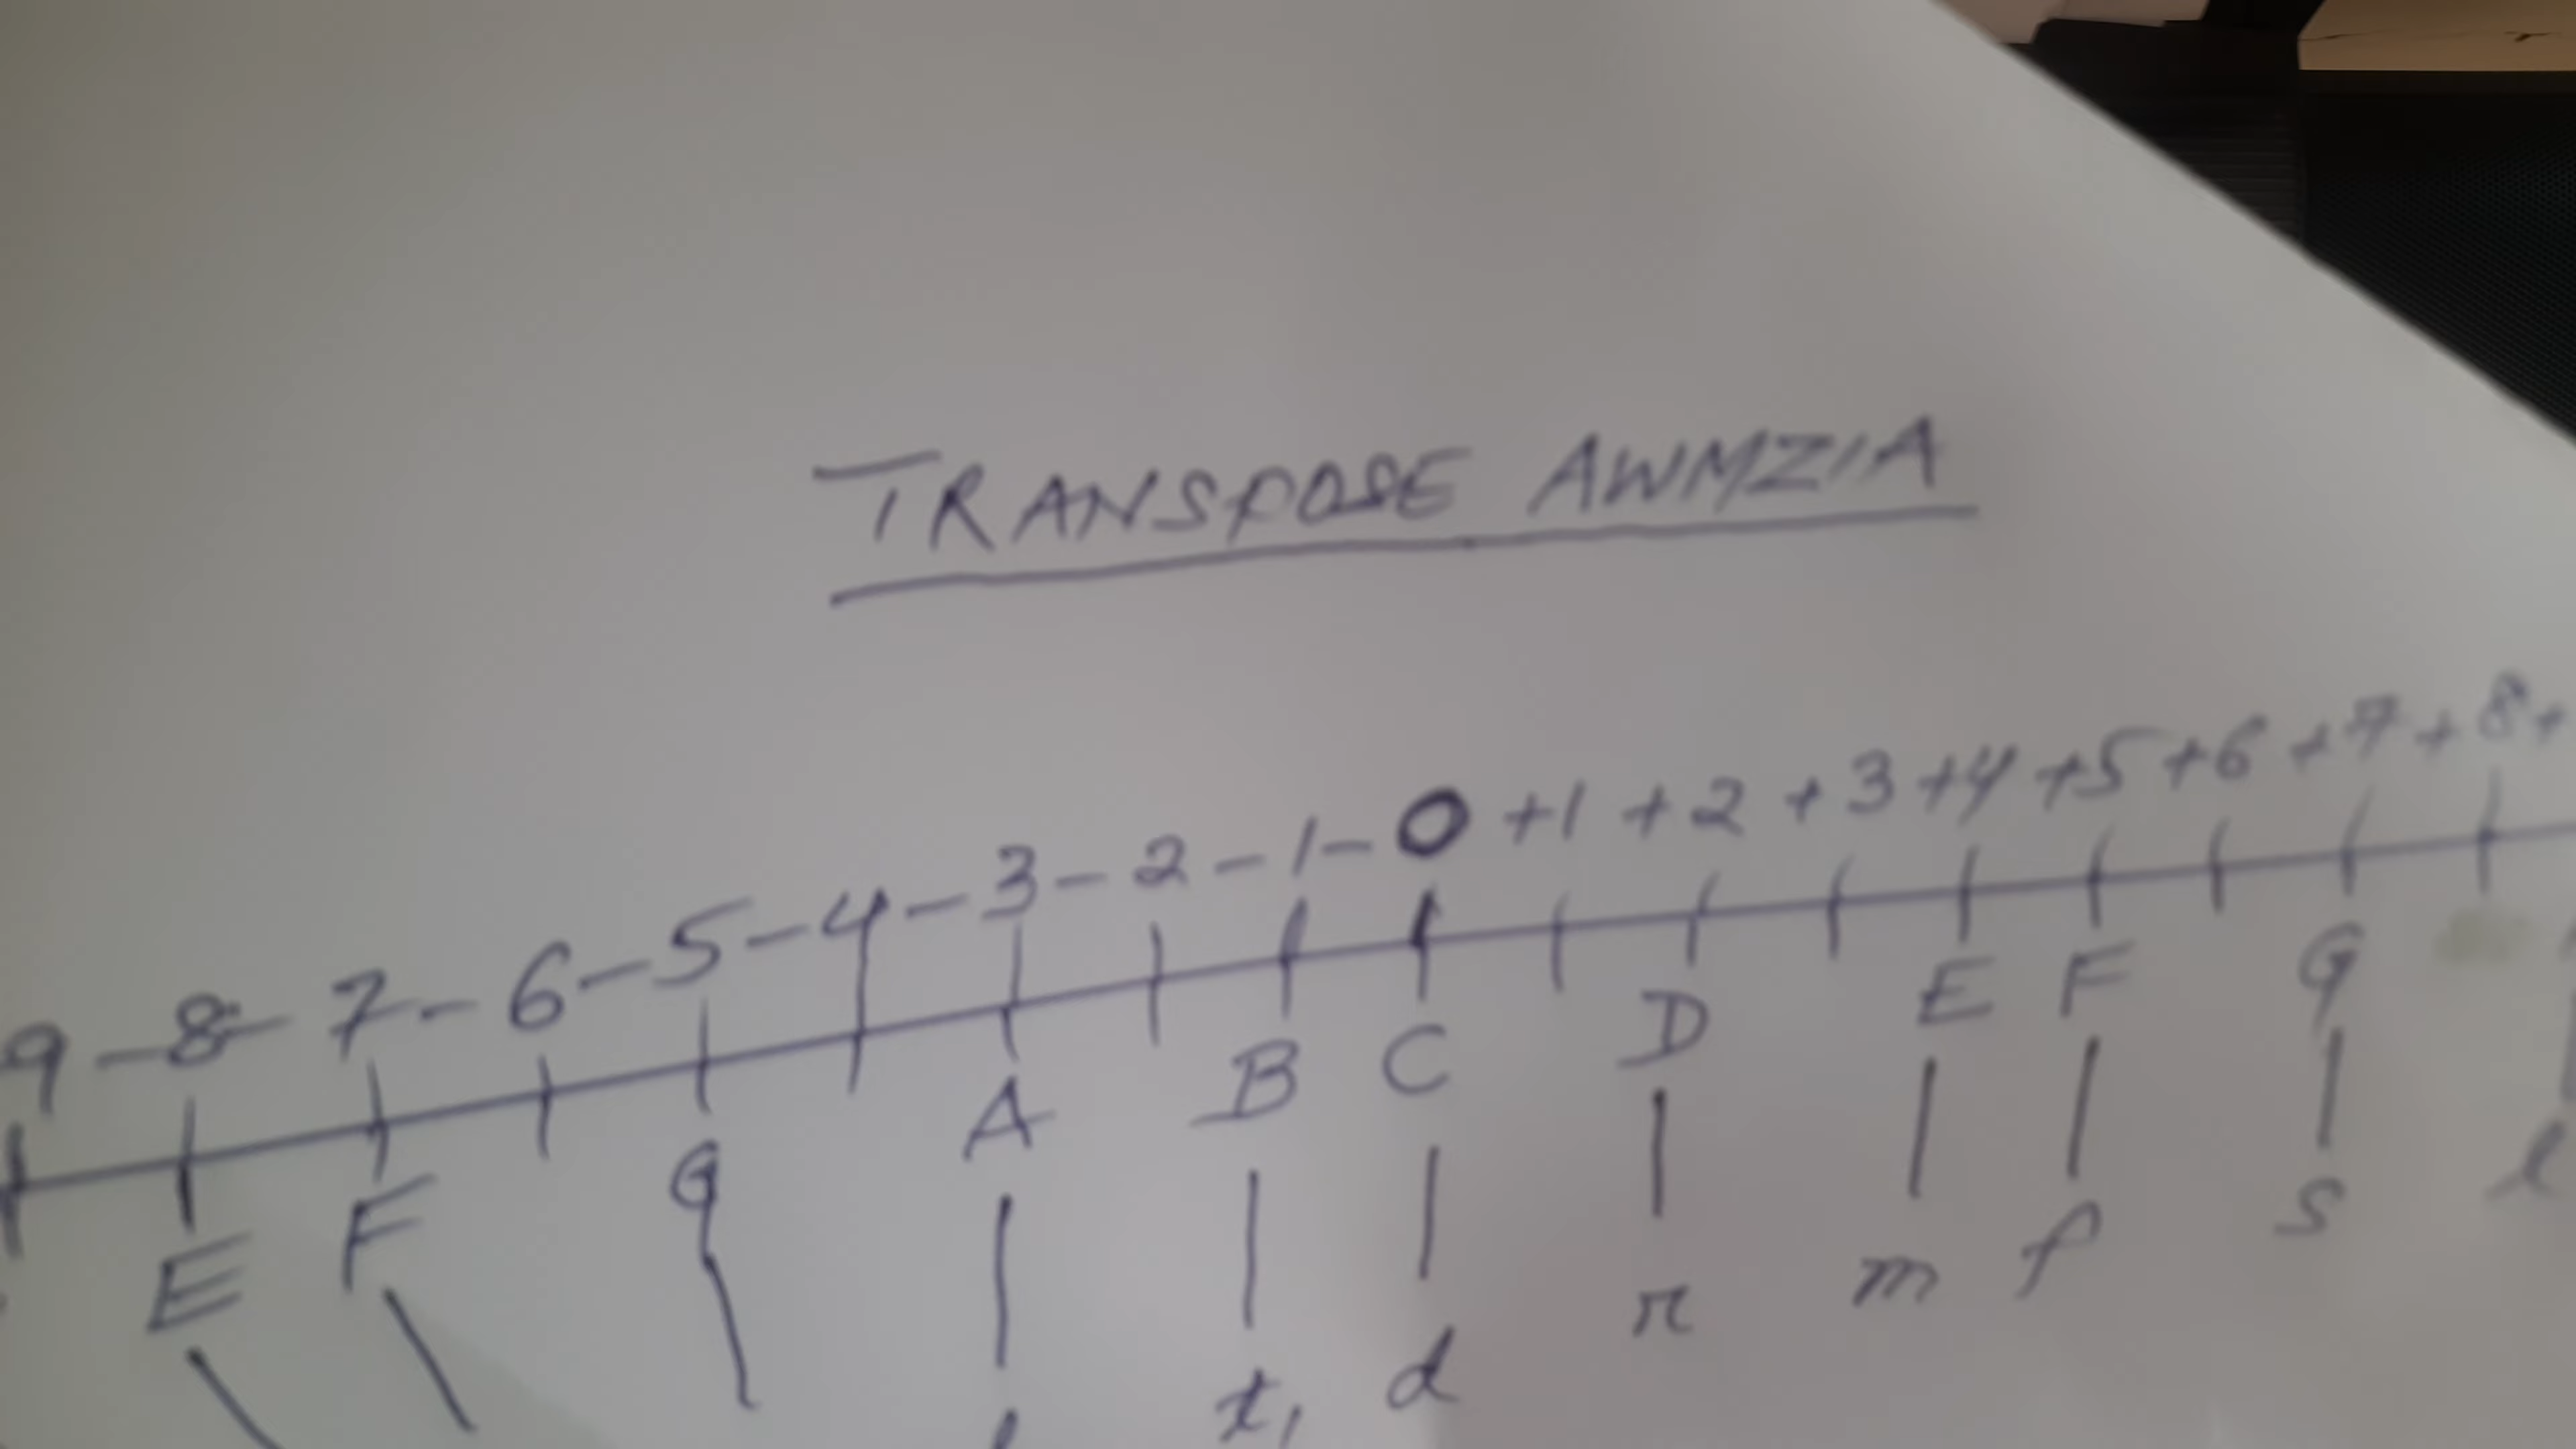 TRANSPOSE AWMZIA
9 - 8 - 7 - 6 - 5 - 4 - 3 - 2 - 1 - 0 +1 +2 +3 +4 +5 +6 +7 +8 +
E F G A B C D E F G
t, d r m f s l